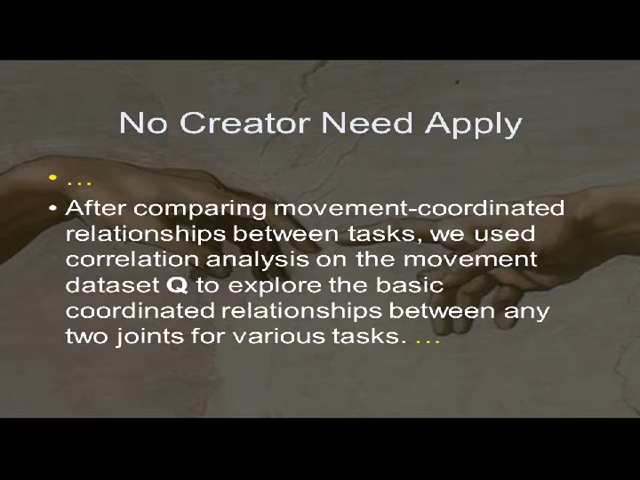 No Creator Need Apply
• ...
• After comparing movement-coordinated
relationships between tasks, we used
correlation analysis on the movement
dataset Q to explore the basic
coordinated relationships between any
two joints for various tasks. ...